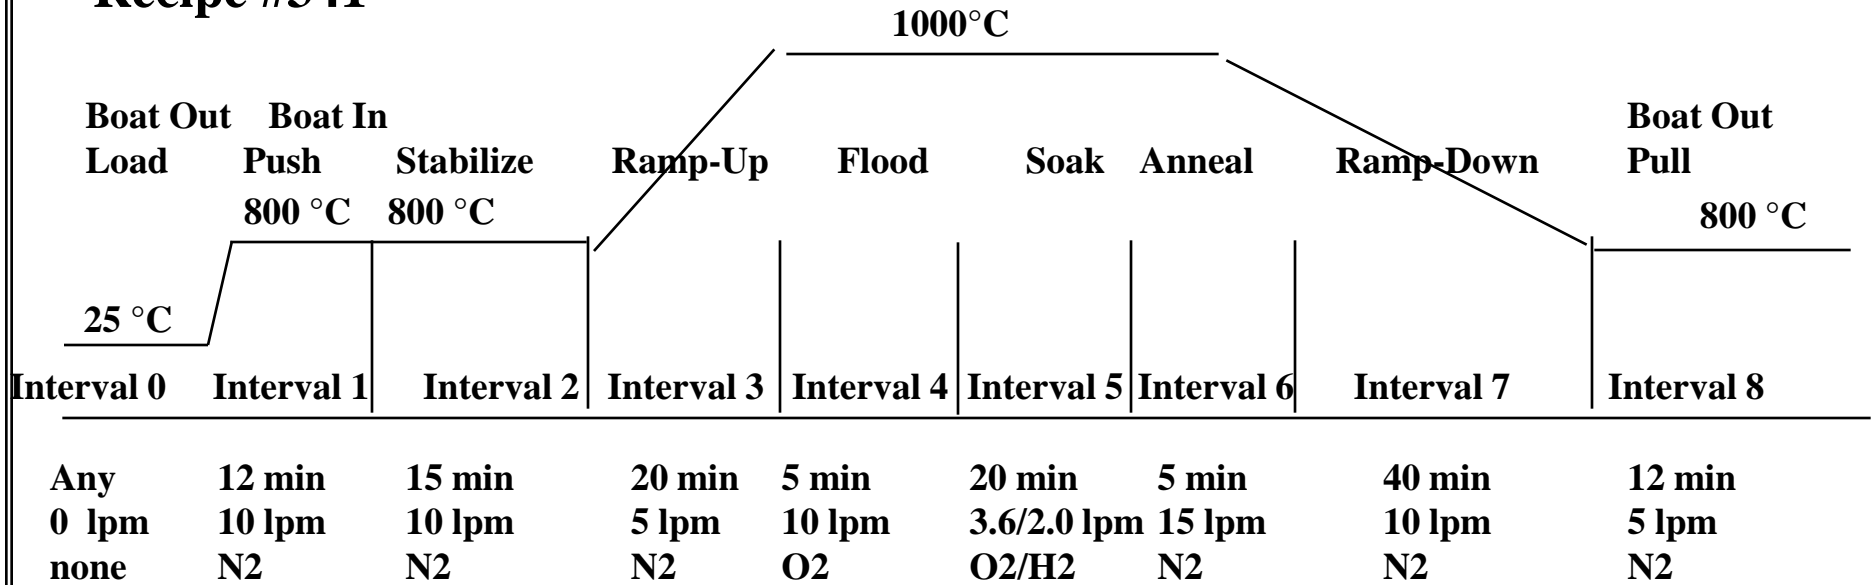 1000°C
Boat Out Boat In Boat Out
Load Push Stabilize Ramp-Up Flood Soak Anneal Ramp-Down Pull
800 °C 800 °C 800 °C
25 °C
Interval 0 Interval 1 Interval 2 Interval 3 Interval 4 Interval 5 Interval 6 Interval 7 Interval 8
Any 12 min 15 min 20 min 5 min 20 min 5 min 40 min 12 min
0 lpm 10 lpm 10 lpm 5 lpm 10 lpm 3.6/2.0 lpm 15 lpm 10 lpm 5 lpm
none N2 N2 N2 O2 O2/H2 N2 N2 N2